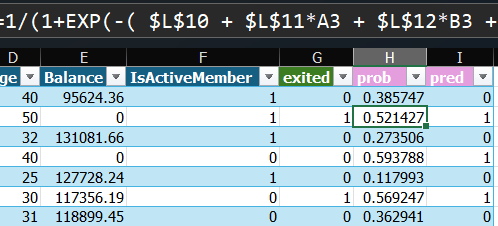 =1/(1+EXP(-( $L$10 + $L$11*A3 + $L$12*B3 +
D E F G H I
ge Balance IsActiveMember exited prob pred
40 95624.36 1 0 0.385747 0
50 0 1 1 0.521427 1
32 131081.66 1 0 0.273506 0
40 0 0 0 0.593788 1
25 127728.24 1 0 0.117993 0
30 117356.19 0 1 0.569247 1
31 118899.45 0 0 0.362941 0